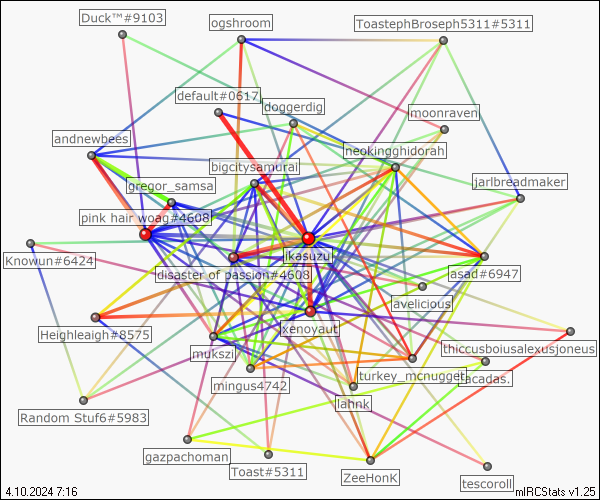 Duck™#9103
ogshroom
ToastephBroseph5311#5311
default#0617
doggerdig
moonraven
andnewbees
neokingghidorah
bigcitysamurai
gregor_samsa
jarlbreadmaker
pink hair woag#4608
ikasuzu
Knowun#6424
disaster of passion#4608
asad#6947
avelicious
Heighleaigh#8575
xenoyaut
mukszi
thiccusboiusalexusjoneus
mingus4742
turkey_mcnugget
facadas.
lahnk
Random Stuf6#5983
gazpachoman
Toast#5311
ZeeHonK
tescoroll
4.10.2024 7:16
mIRCStats v1.25